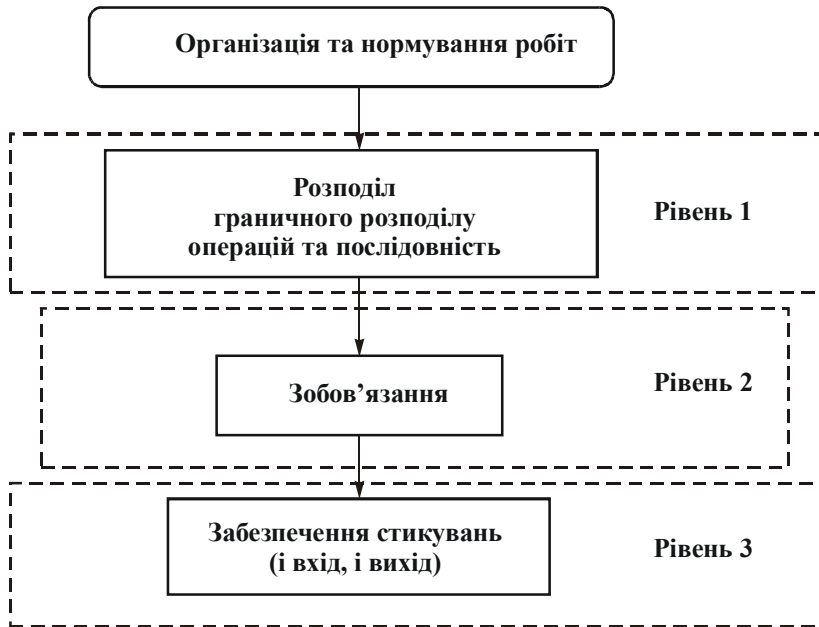 Організація та нормування робіт
Розподіл
граничного розподілу
операцій та послідовність
Рівень 1
Зобов’язання
Рівень 2
Забезпечення стикувань
(і вхід, і вихід)
Рівень 3